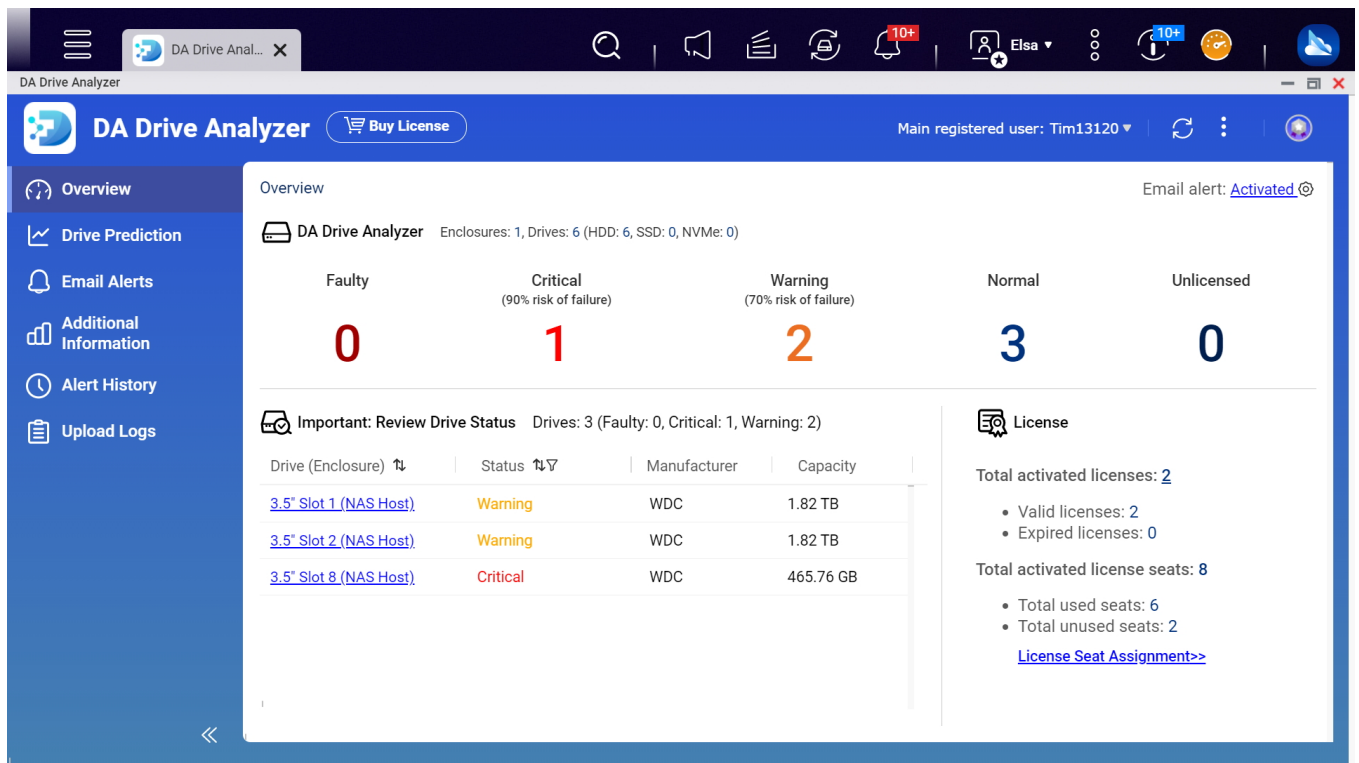 DA Drive Anal...
10+
Elsa
10+
DA Drive Analyzer
DA Drive Analyzer
Buy License
Main registered user: Tim13120
Overview
Drive Prediction
Email Alerts
Additional
Information
Alert History
Upload Logs
Overview
Email alert: Activated
DA Drive Analyzer Enclosures: 1, Drives: 6 (HDD: 6, SSD: 0, NVMe: 0)
Faulty Critical Warning Normal Unlicensed
(90% risk of failure) (70% risk of failure)
0 1 2 3 0
Important: Review Drive Status Drives: 3 (Faulty: 0, Critical: 1, Warning: 2)
Drive (Enclosure) Status Manufacturer Capacity
3.5" Slot 1 (NAS Host) Warning WDC 1.82 TB
3.5" Slot 2 (NAS Host) Warning WDC 1.82 TB
3.5" Slot 8 (NAS Host) Critical WDC 465.76 GB
License
Total activated licenses: 2
Valid licenses: 2
Expired licenses: 0
Total activated license seats: 8
Total used seats: 6
Total unused seats: 2
License Seat Assignment>>